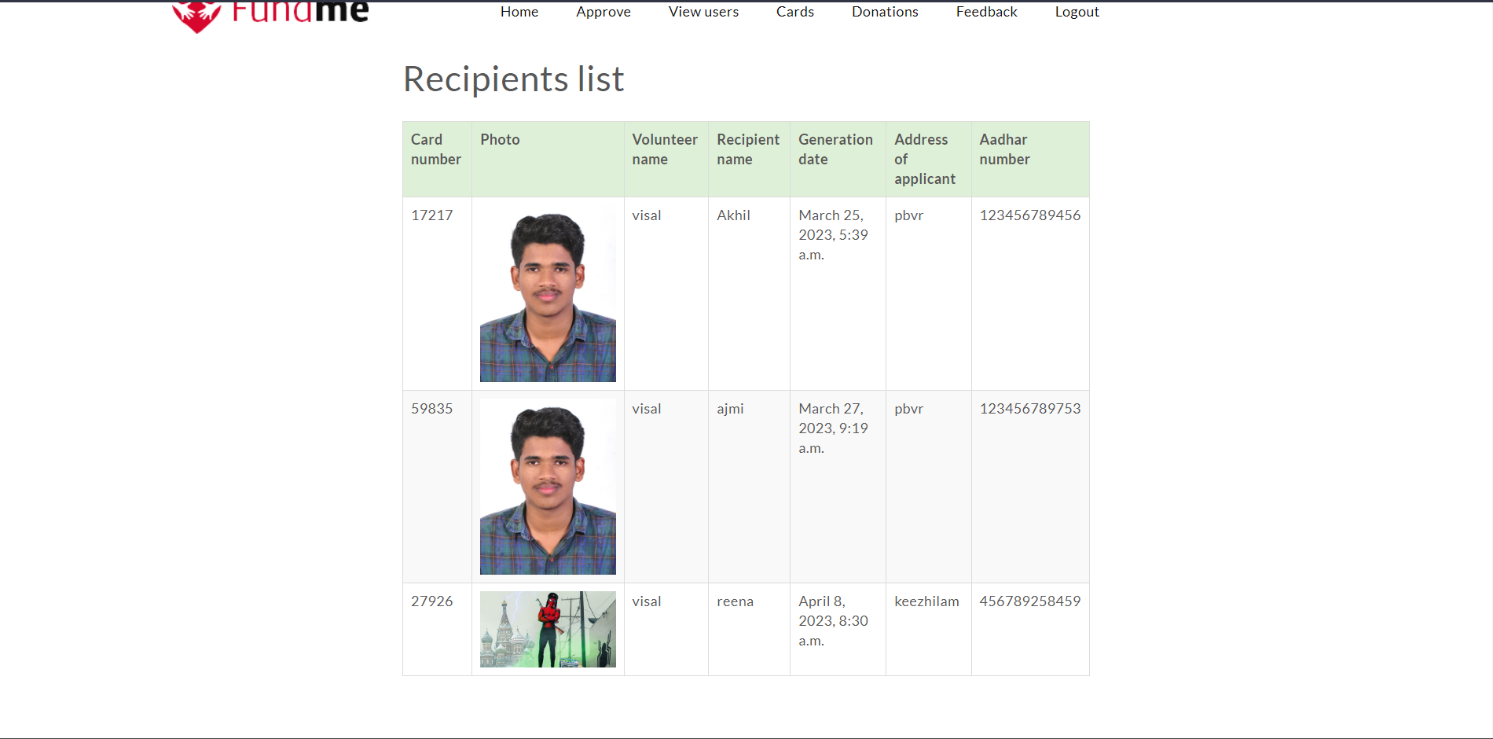 Fundme
Home Approve View users Cards Donations Feedback Logout
Recipients list
Card number Photo Volunteer name Recipient name Generation date Address of applicant Aadhar number
17217 visal Akhil March 25, 2023, 5:39 a.m. pbvr 123456789456
59835 visal ajmi March 27, 2023, 9:19 a.m. pbvr 123456789753
27926 visal reena April 8, 2023, 8:30 a.m. keezhilam 456789258459